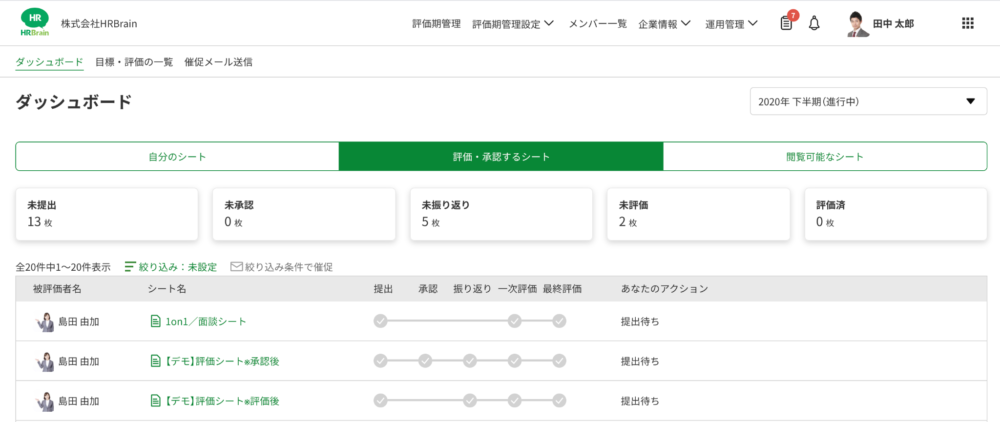 HR
HRBrain
株式会社HRBrain
評価期管理
評価期管理設定
メンバー一覧
企業情報
運用管理
7
田中 太郎
ダッシュボード
目標・評価の一覧
催促メール送信
ダッシュボード
2020年 下半期(進行中)
自分のシート
評価・承認するシート
閲覧可能なシート
未提出
13 枚
未承認
0 枚
未振り返り
5 枚
未評価
2 枚
評価済
0 枚
全20件中1〜20件表示
絞り込み：未設定
絞り込み条件で催促
被評価者名
シート名
提出
承認
振り返り
一次評価
最終評価
あなたのアクション
島田 由加
1on1／面談シート
提出待ち
島田 由加
【デモ】評価シート※承認後
提出待ち
島田 由加
【デモ】評価シート※評価後
提出待ち